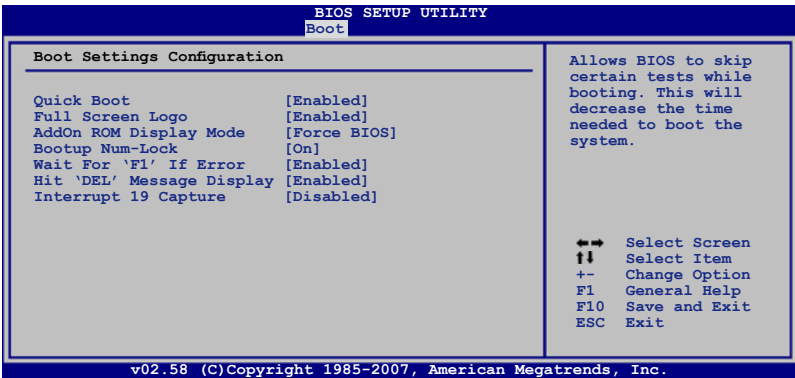 BIOS SETUP UTILITY
Boot
Boot Settings Configuration
Quick Boot [Enabled]
Full Screen Logo [Enabled]
AddOn ROM Display Mode [Force BIOS]
Bootup Num-Lock [On]
Wait For ‘F1’ If Error [Enabled]
Hit ‘DEL’ Message Display [Enabled]
Interrupt 19 Capture [Disabled]
Allows BIOS to skip
certain tests while
booting. This will
decrease the time
needed to boot the
system.
←→ Select Screen
↑↓ Select Item
+- Change Option
F1 General Help
F10 Save and Exit
ESC Exit
v02.58 (C)Copyright 1985-2007, American Megatrends, Inc.